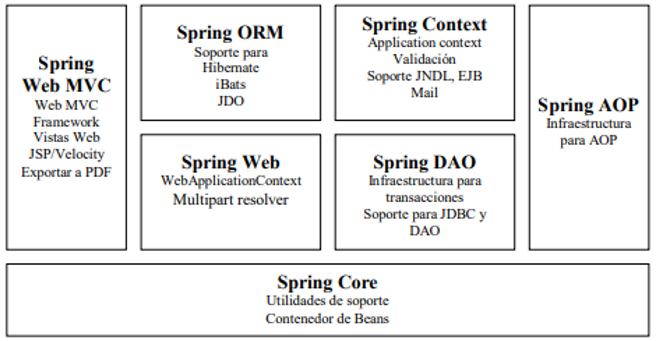 Spring
Web MVC
Web MVC
Framework
Vistas Web
JSP/Velocity
Exportar a PDF
Spring ORM
Soporte para
Hibernate
iBats
JDO
Spring Context
Application context
Validación
Soporte JNDL, EJB
Mail
Spring Web
WebApplicationContext
Multipart resolver
Spring DAO
Infraestructura para
transacciones
Soporte para JDBC y
DAO
Spring AOP
Infraestructura
para AOP
Spring Core
Utilidades de soporte
Contenedor de Beans